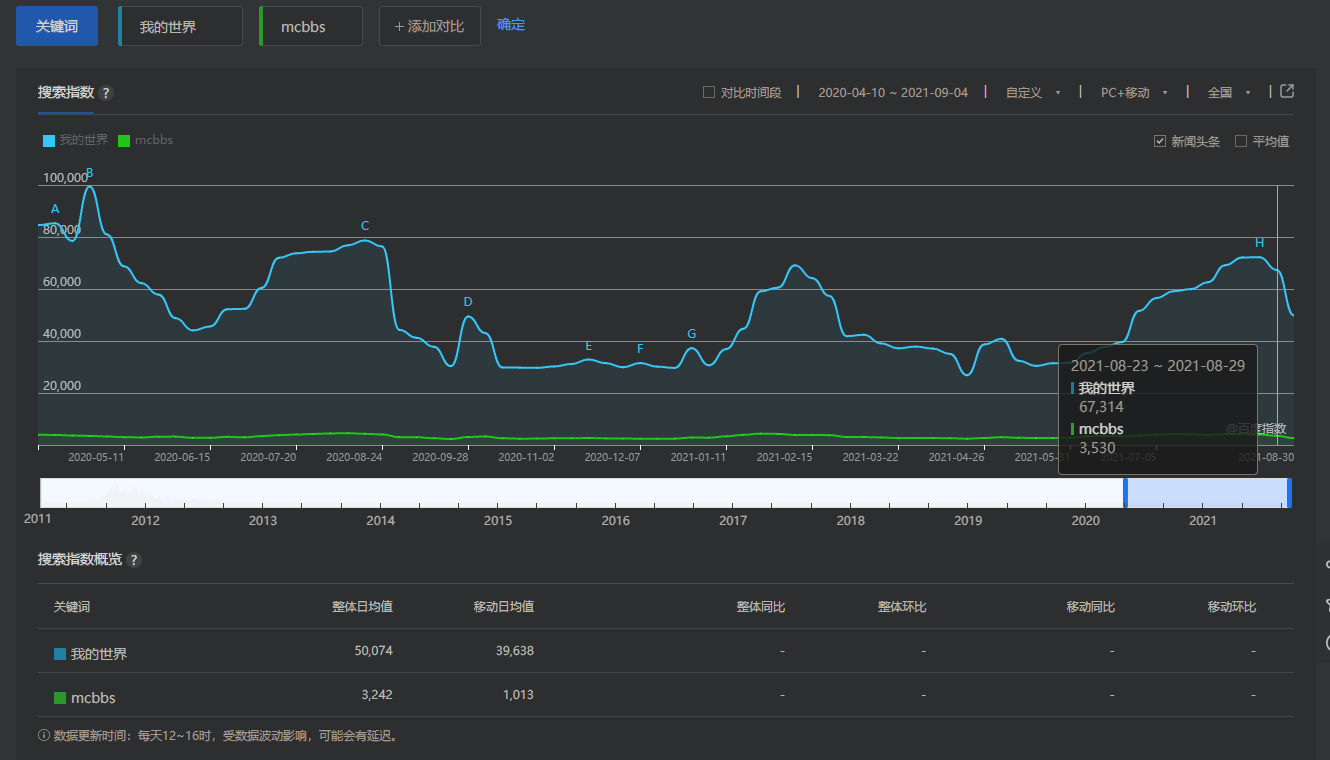 关键词 我的世界 mcbbs ＋添加对比 确定
搜索指数 ? 对比时间段 2020-04-10 ~ 2021-09-04 自定义 PC+移动 全国
我的世界 mcbbs 新闻头条 平均值
B
100,000
A
C
80,000
H
60,000
D
40,000
G
E
F
20,000
2021-08-23 ~ 2021-08-29
我的世界
67,314
mcbbs
3,530
@百度指数
2020-05-11 2020-06-15 2020-07-20 2020-08-24 2020-09-28 2020-11-02 2020-12-07 2021-01-11 2021-02-15 2021-03-22 2021-04-26 2021-05-31 2021-07-05 2021-08-30
2011 2012 2013 2014 2015 2016 2017 2018 2019 2020 2021
搜索指数概览 ?
关键词 整体日均值 移动日均值 整体同比 整体环比 移动同比 移动环比
我的世界 50,074 39,638 - - - -
mcbbs 3,242 1,013 - - - -
数据更新时间：每天12~16时，受数据波动影响，可能会有延迟。